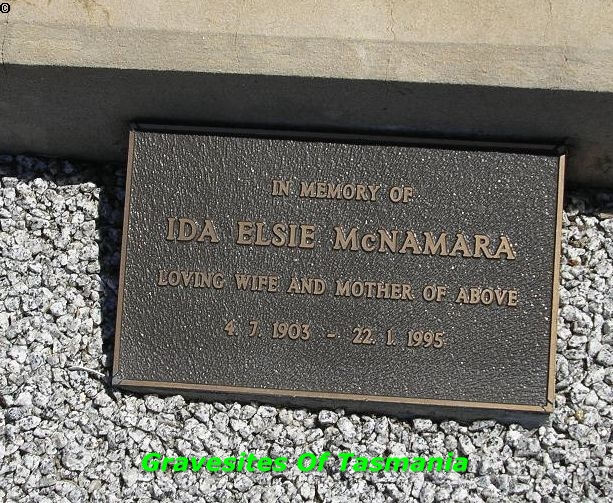 ©
IN MEMORY OF
IDA ELSIE McNAMARA
LOVING WIFE AND MOTHER OF ABOVE
4. 7. 1903 - 22. 1. 1995
Gravesites Of Tasmania